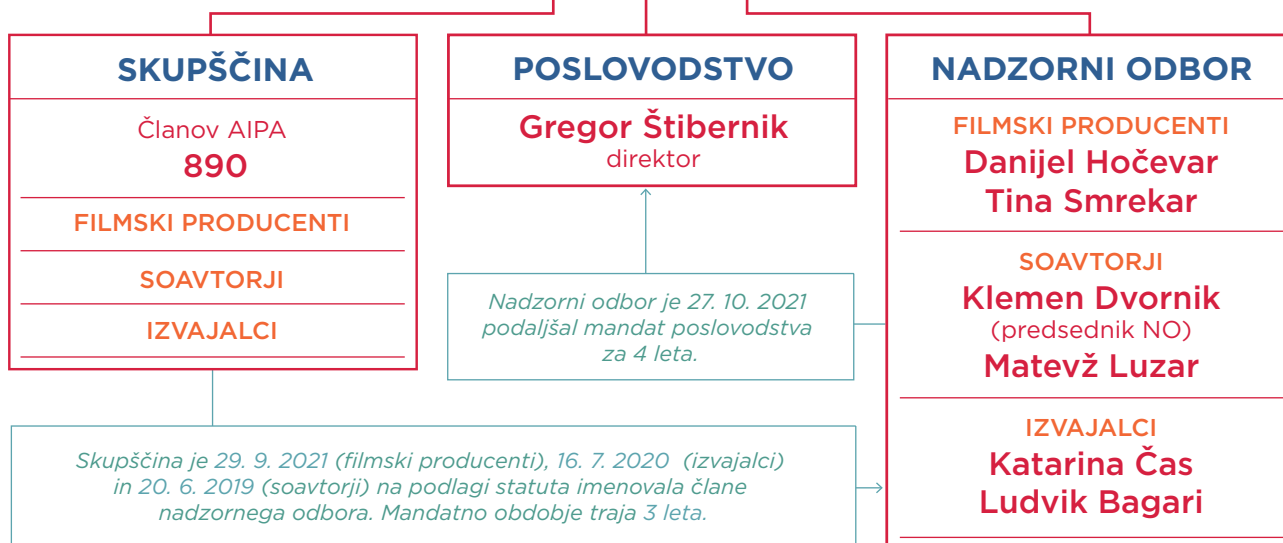 SKUPŠČINA
Članov AIPA
890
FILMSKI PRODUCENTI
SOAVTORJI
IZVAJALCI
POSLOVODSTVO
Gregor Štibernik
direktor
Nadzorni odbor je 27. 10. 2021
podaljšal mandat poslovodstva
za 4 leta.
NADZORNI ODBOR
FILMSKI PRODUCENTI
Danijel Hočevar
Tina Smrekar
SOAVTORJI
Klemen Dvornik
(predsednik NO)
Matevž Luzar
IZVAJALCI
Katarina Čas
Ludvik Bagari
Skupščina je 29. 9. 2021 (filmski producenti), 16. 7. 2020 (izvajalci)
in 20. 6. 2019 (soavtorji) na podlagi statuta imenovala člane
nadzornega odbora. Mandatno obdobje traja 3 leta.